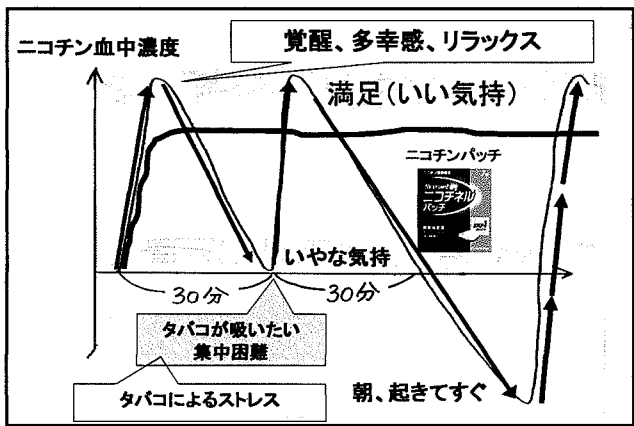 ニコチン血中濃度
覚醒、多幸感、リラックス
満足(いい気持)
ニコチンパッチ
ニコチネル
パッチ
いやな気持
30分
30分
タバコが吸いたい
集中困難
タバコによるストレス
朝、起きてすぐ